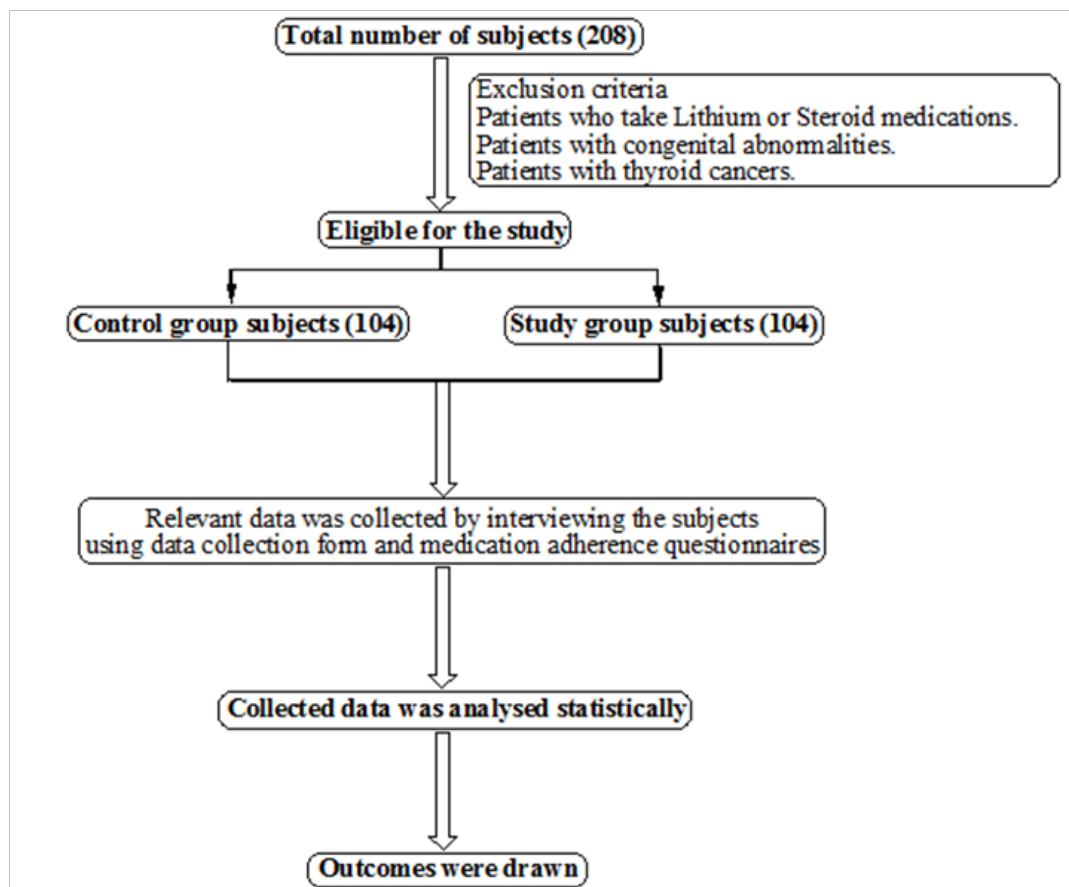 Total number of subjects (208)
Exclusion criteria
Patients who take Lithium or Steroid medications.
Patients with congenital abnormalities.
Patients with thyroid cancers.
Eligible for the study
Control group subjects (104)
Study group subjects (104)
Relevant data was collected by interviewing the subjects
using data collection form and medication adherence questionnaires
Collected data was analysed statistically
Outcomes were drawn